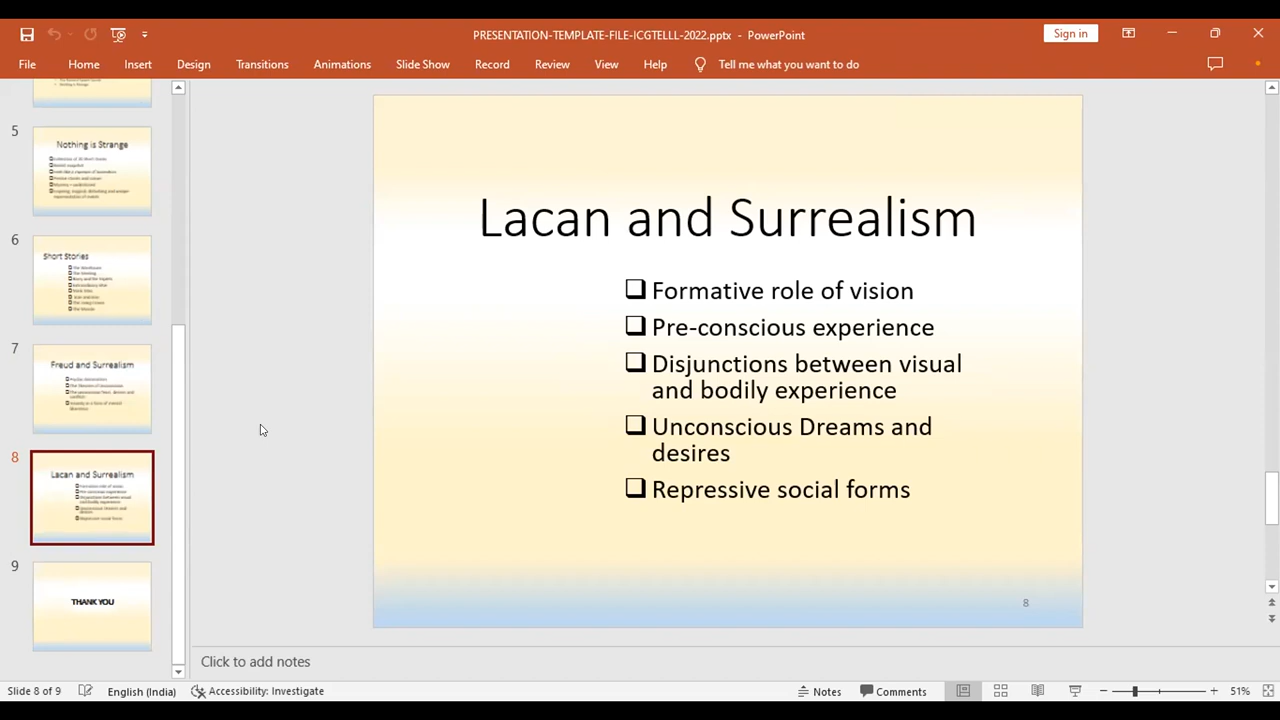 PRESENTATION-TEMPLATE-FILE-ICGTELLL-2022.pptx - PowerPoint
Sign in
File Home Insert Design Transitions Animations Slide Show Record Review View Help Tell me what you want to do
5
Nothing is Strange
6
Short Stories
7
Freud and Surrealism
8
Lacan and Surrealism
9
THANK YOU
Lacan and Surrealism
Formative role of vision
Pre-conscious experience
Disjunctions between visual
and bodily experience
Unconscious Dreams and
desires
Repressive social forms
8
Click to add notes
Slide 8 of 9 English (India) Accessibility: Investigate Notes Comments 51%